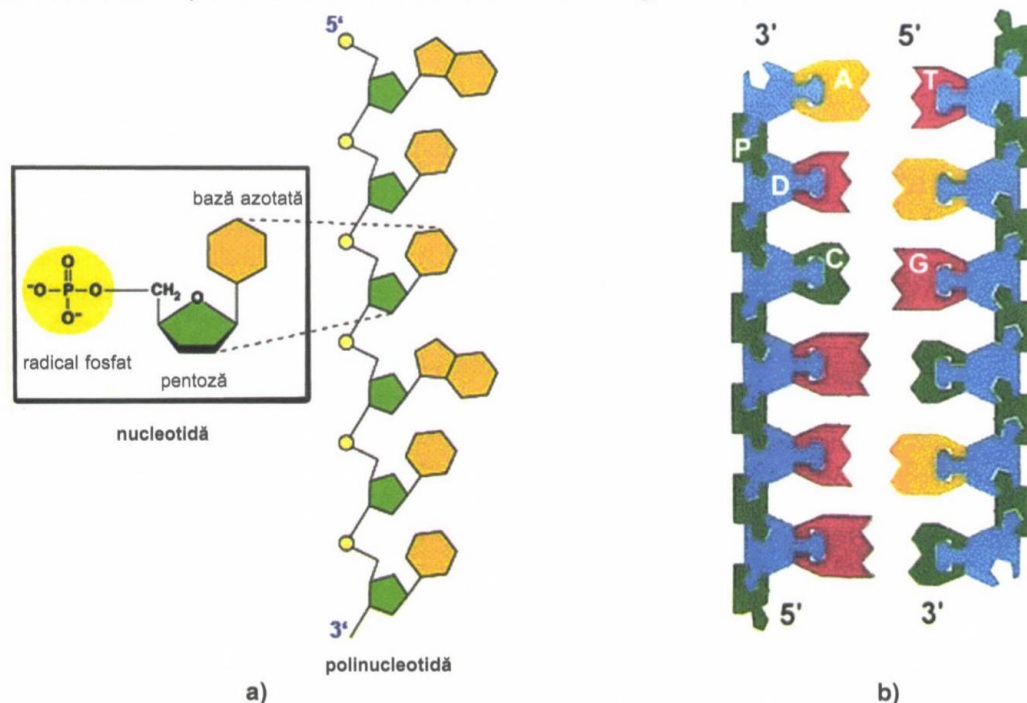 5'
bază azotată
O
-O-P-O
O-
CH2
O
radical fosfat
pentoză
nucleotidă
3'
polinucleotidă
a)
3'
5'
A
T
P
D
C
G
5'
3'
b)